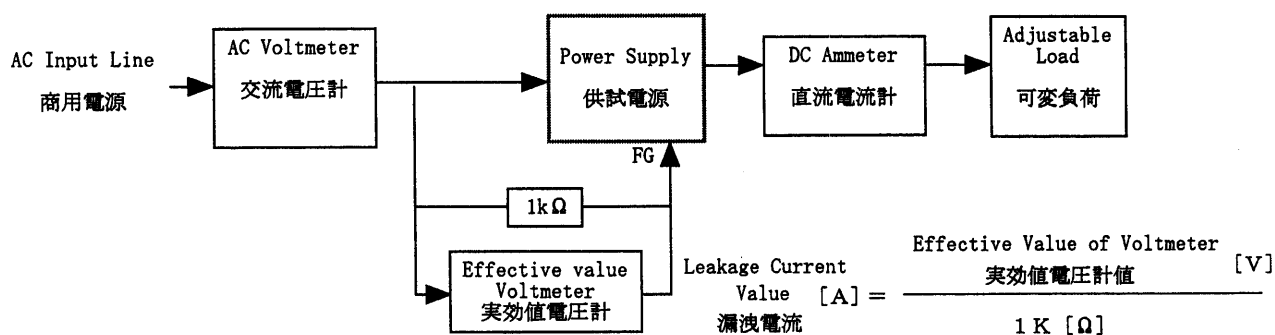 AC Input Line
商用電源
AC Voltmeter
交流電圧計
Power Supply
供試電源
DC Ammeter
直流電流計
Adjustable
Load
可変負荷
FG
1kΩ
Effective value
Voltmeter
実効値電圧計
Leakage Current
Value [A] =
漏洩電流
Effective Value of Voltmeter
実効値電圧計値 [V]
1K [Ω]